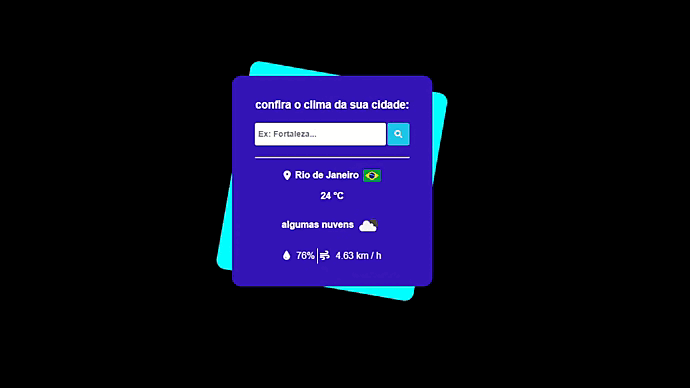 confira o clima da sua cidade:
Ex: Fortaleza...
Rio de Janeiro
24 °C
algumas nuvens
76% 4.63 km / h